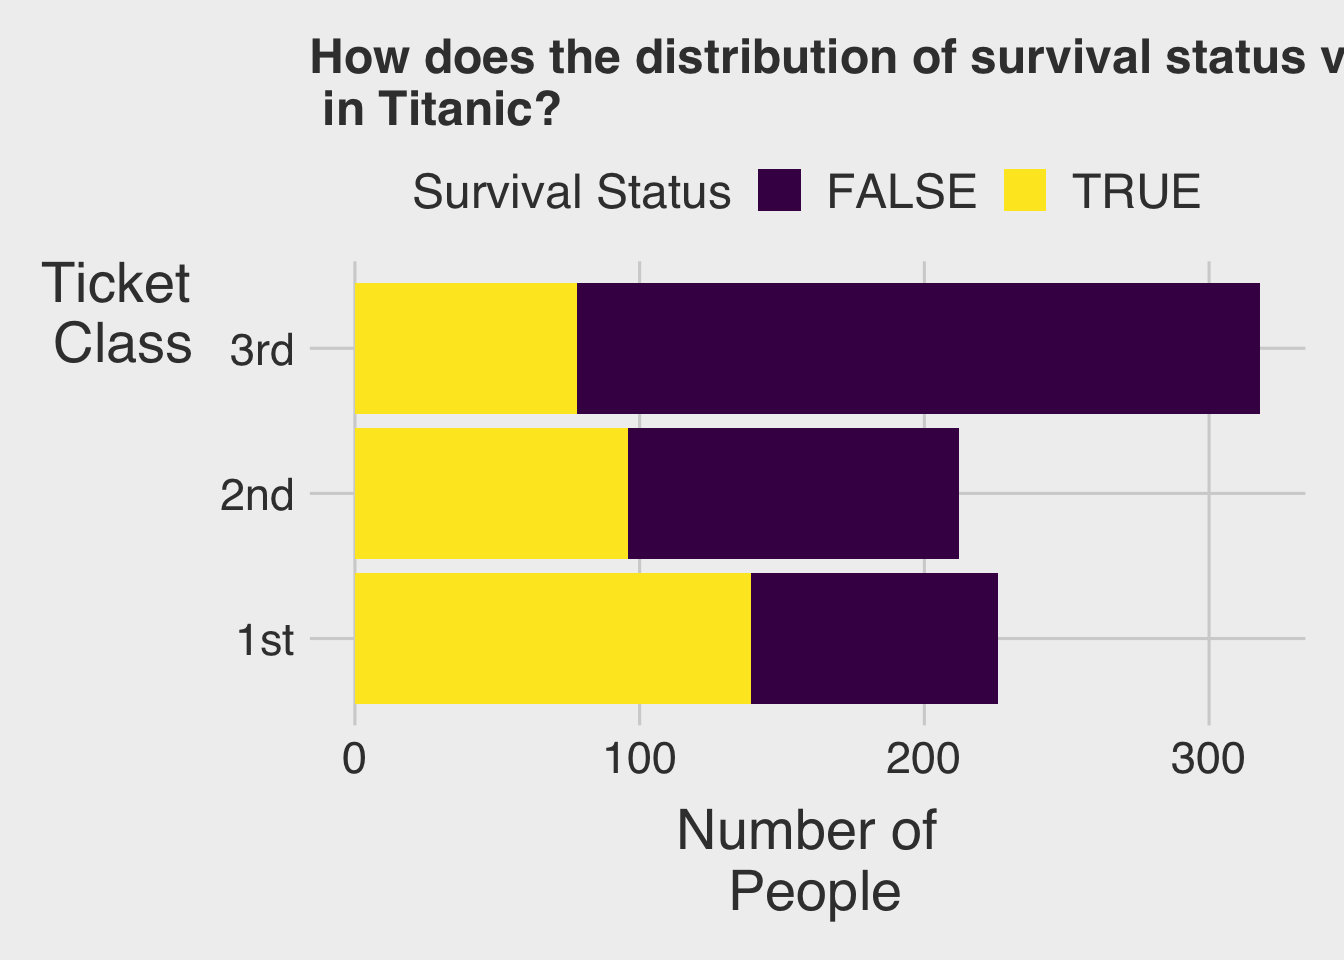 How does the distribution of survival status
in Titanic?
Survival Status FALSE TRUE
Ticket
Class
3rd
2nd
1st
0 100 200 300
Number of
People